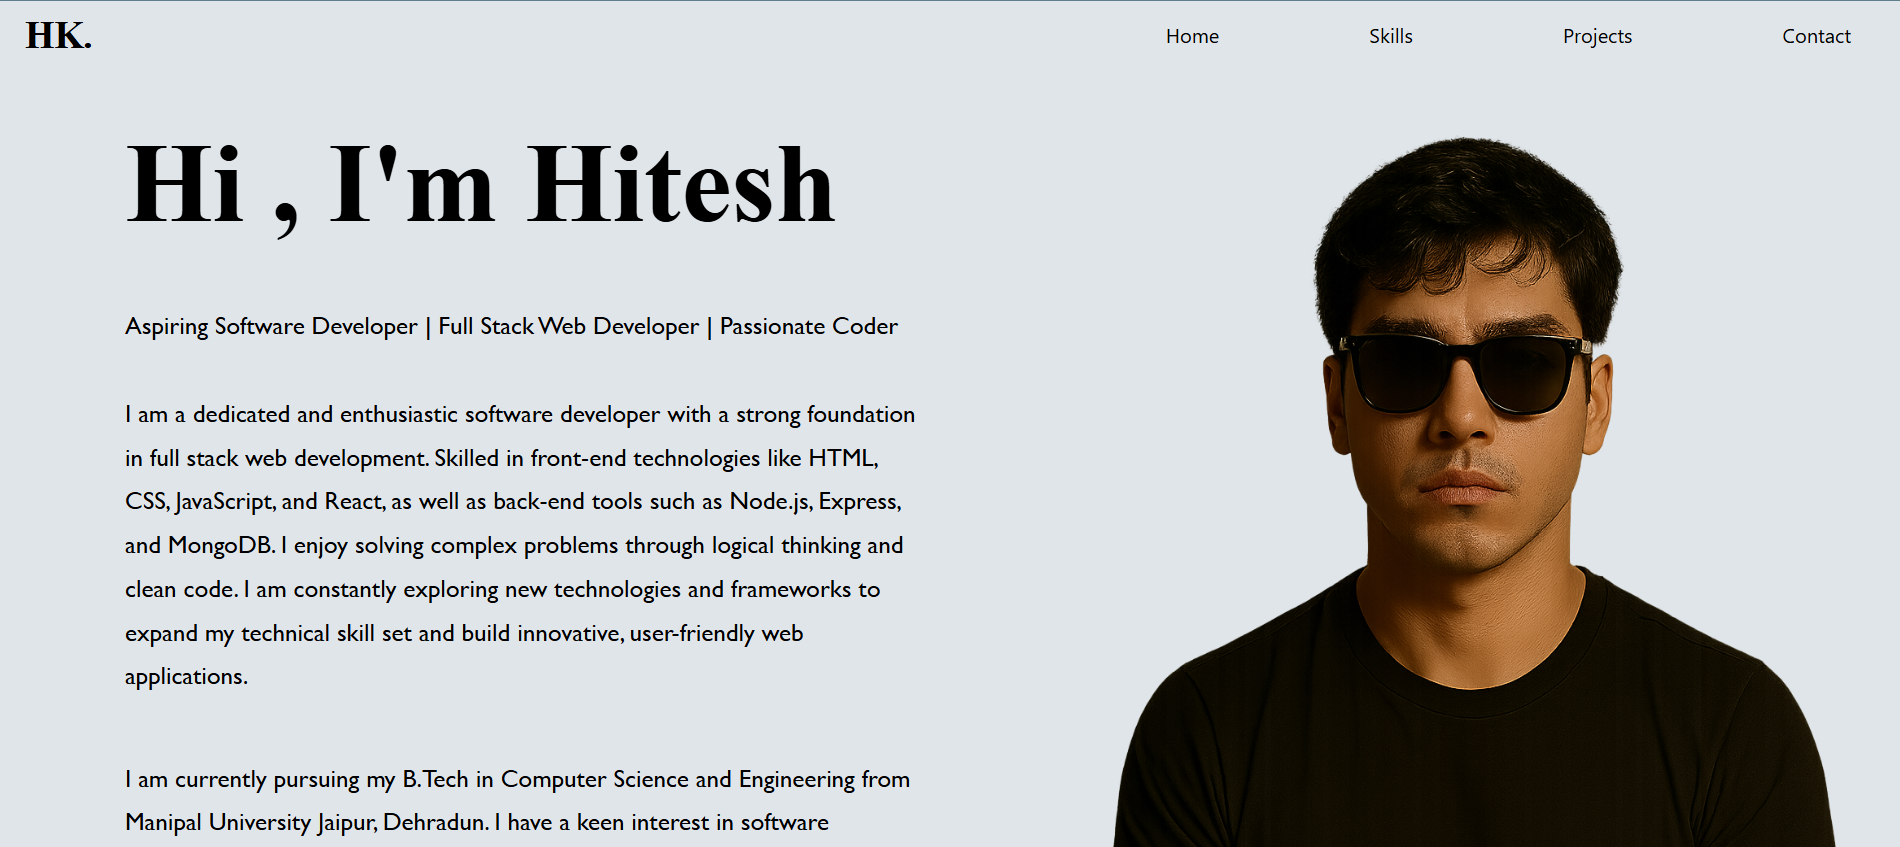 HK.
Home Skills Projects Contact
Hi , I'm Hitesh
Aspiring Software Developer | Full Stack Web Developer | Passionate Coder
I am a dedicated and enthusiastic software developer with a strong foundation
in full stack web development. Skilled in front-end technologies like HTML,
CSS, JavaScript, and React, as well as back-end tools such as Node.js, Express,
and MongoDB. I enjoy solving complex problems through logical thinking and
clean code. I am constantly exploring new technologies and frameworks to
expand my technical skill set and build innovative, user-friendly web
applications.
I am currently pursuing my B.Tech in Computer Science and Engineering from
Manipal University Jaipur, Dehradun. I have a keen interest in software